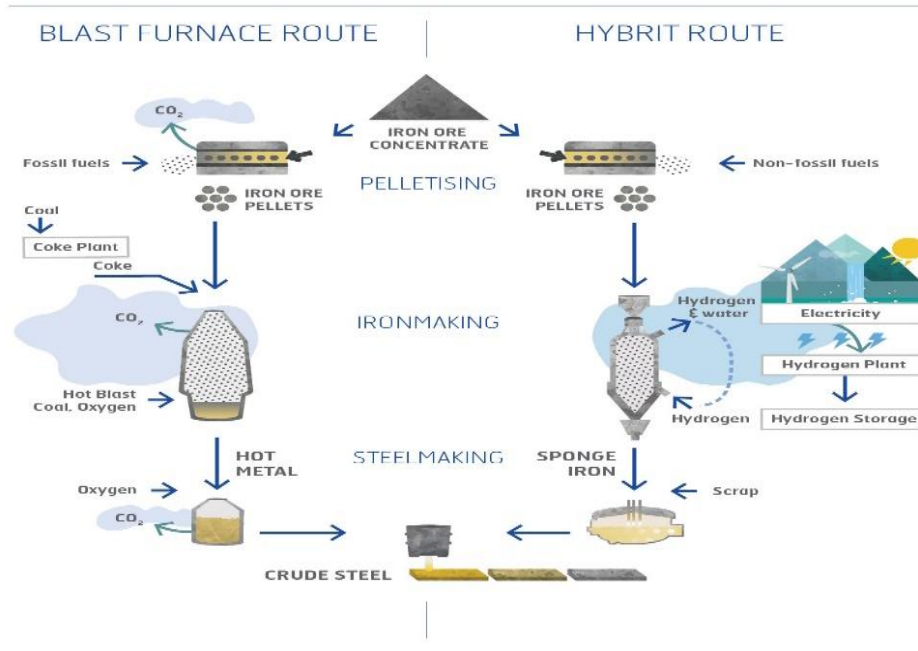 BLAST FURNACE ROUTE
HYBRIT ROUTE
CO₂
IRON ORE
CONCENTRATE
Fossil fuels
Non-fossil fuels
PELLETISING
IRON ORE
PELLETS
IRON ORE
PELLETS
Coal
Coke Plant
Coke
CO₂
IRONMAKING
Hydrogen
& water
Electricity
Hydrogen Plant
Hot Blast
Coal, Oxygen
Hydrogen
Hydrogen Storage
HOT
METAL
STEELMAKING
SPONGE
IRON
Oxygen
Scrap
CO₂
CRUDE STEEL